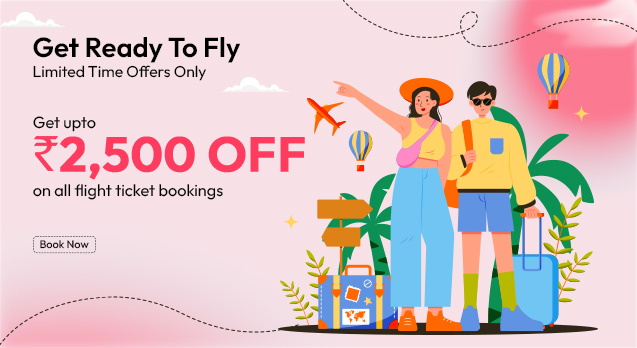 Get Ready To Fly
Limited Time Offers Only
Get upto
₹2,500 OFF
on all flight ticket bookings
Book Now